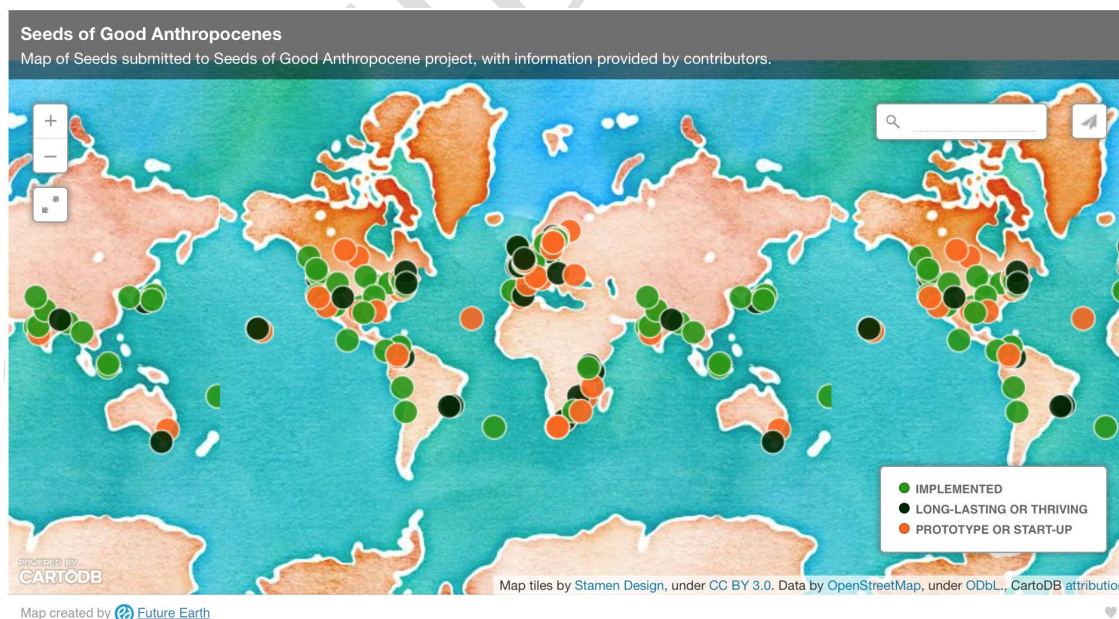 Seeds of Good Anthropocenes
Map of Seeds submitted to Seeds of Good Anthropocene project, with information provided by contributors.
+
−
IMPLEMENTED
LONG-LASTING OR THRIVING
PROTOTYPE OR START-UP
POWERED BY
CARTODB
Map tiles by Stamen Design, under CC BY 3.0. Data by OpenStreetMap, under ODbL., CartoDB attributio
Map created by Future Earth